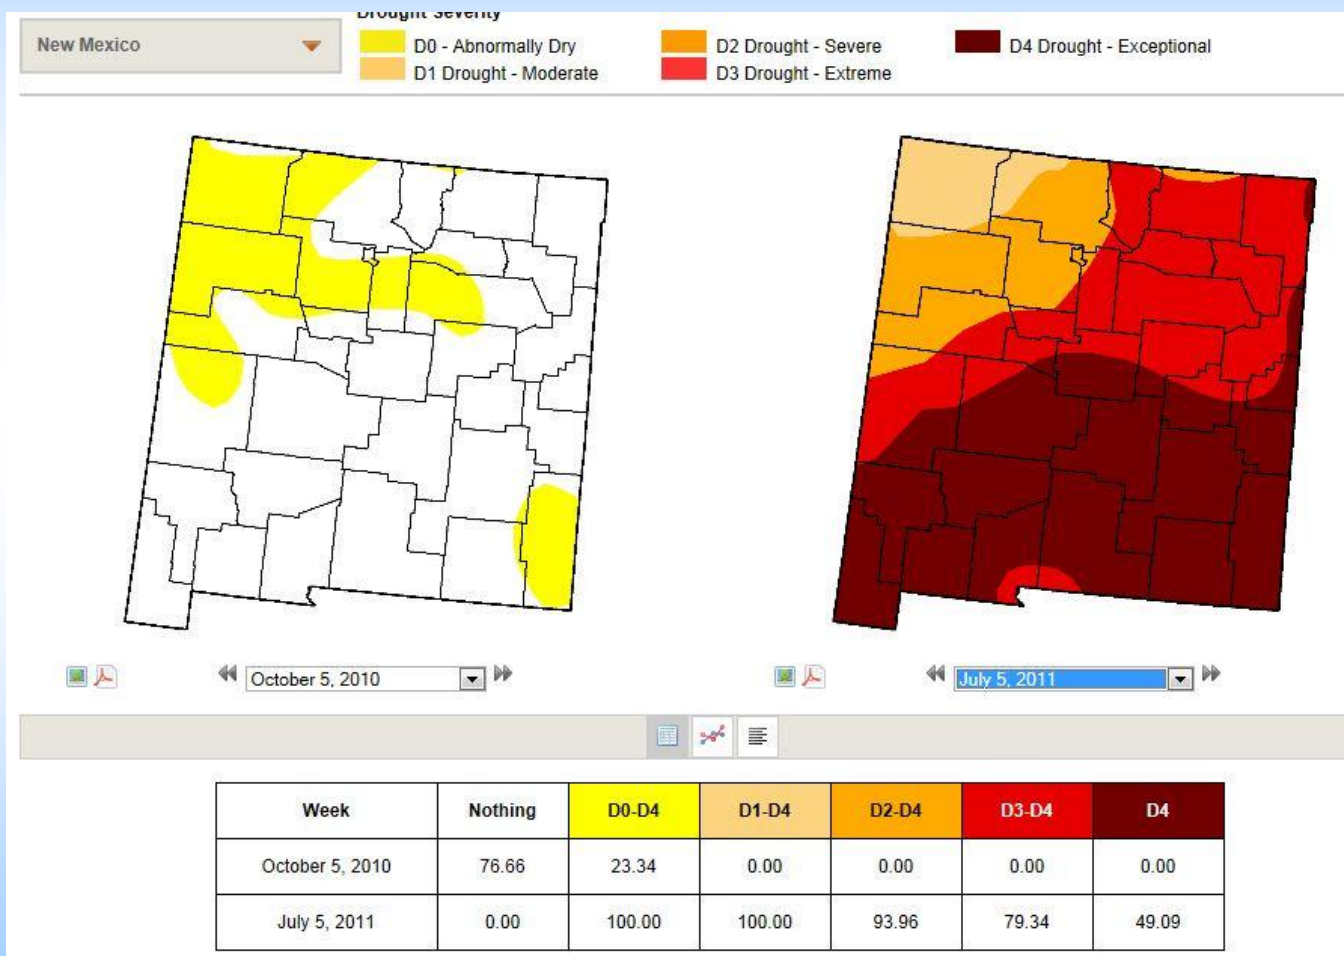 Drought Severity
New Mexico
D0 - Abnormally Dry
D2 Drought - Severe
D4 Drought - Exceptional
D1 Drought - Moderate
D3 Drought - Extreme
October 5, 2010
July 5, 2011
Week Nothing D0-D4 D1-D4 D2-D4 D3-D4 D4
October 5, 2010 76.66 23.34 0.00 0.00 0.00 0.00
July 5, 2011 0.00 100.00 100.00 93.96 79.34 49.09